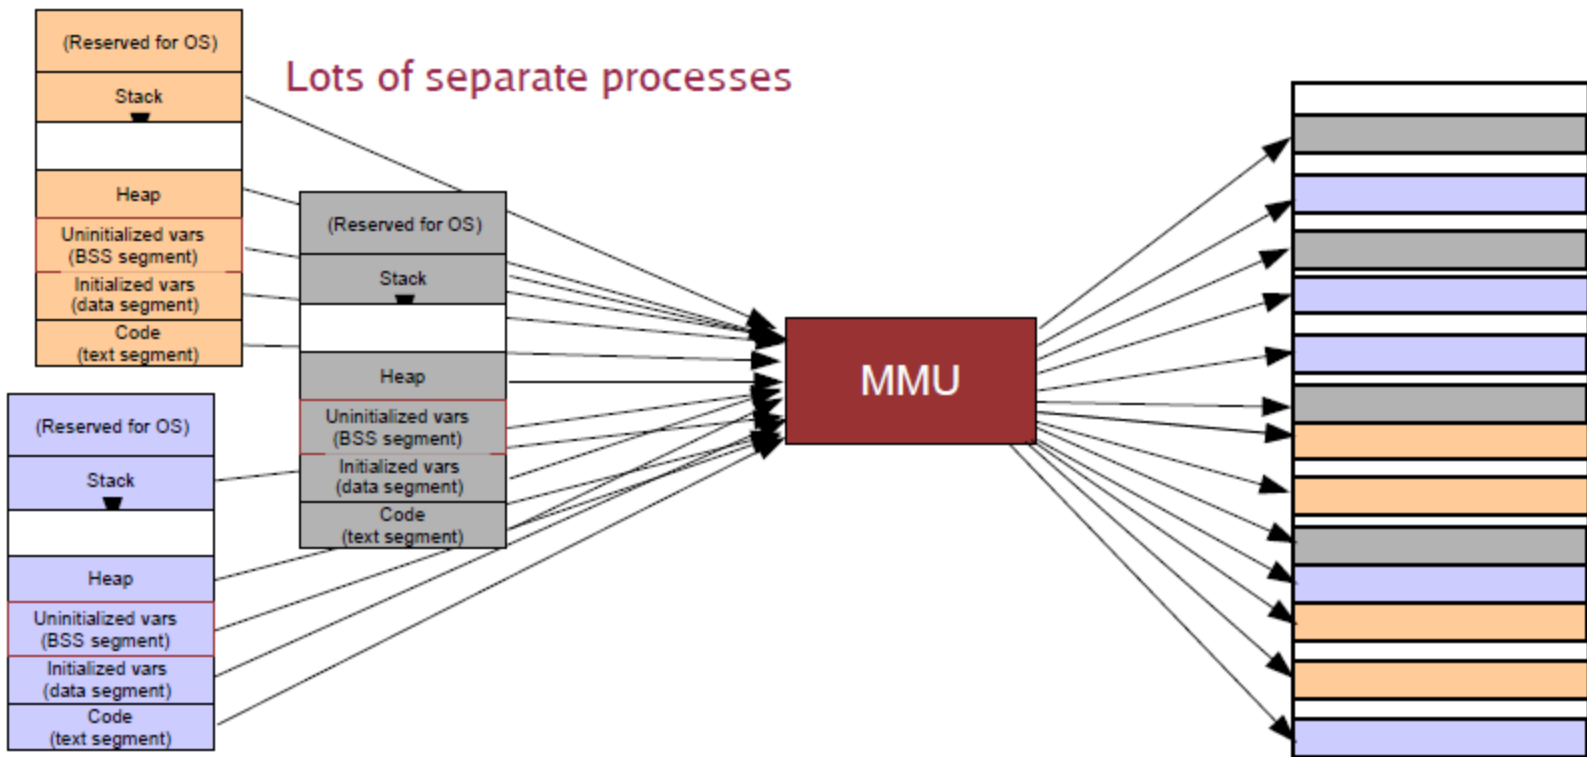 (Reserved for OS)
Stack
Heap
Uninitialized vars
(BSS segment)
Initialized vars
(data segment)
Code
(text segment)
Lots of separate processes
(Reserved for OS)
Stack
Heap
Uninitialized vars
(BSS segment)
Initialized vars
(data segment)
Code
(text segment)
(Reserved for OS)
Stack
Heap
Uninitialized vars
(BSS segment)
Initialized vars
(data segment)
Code
(text segment)
MMU